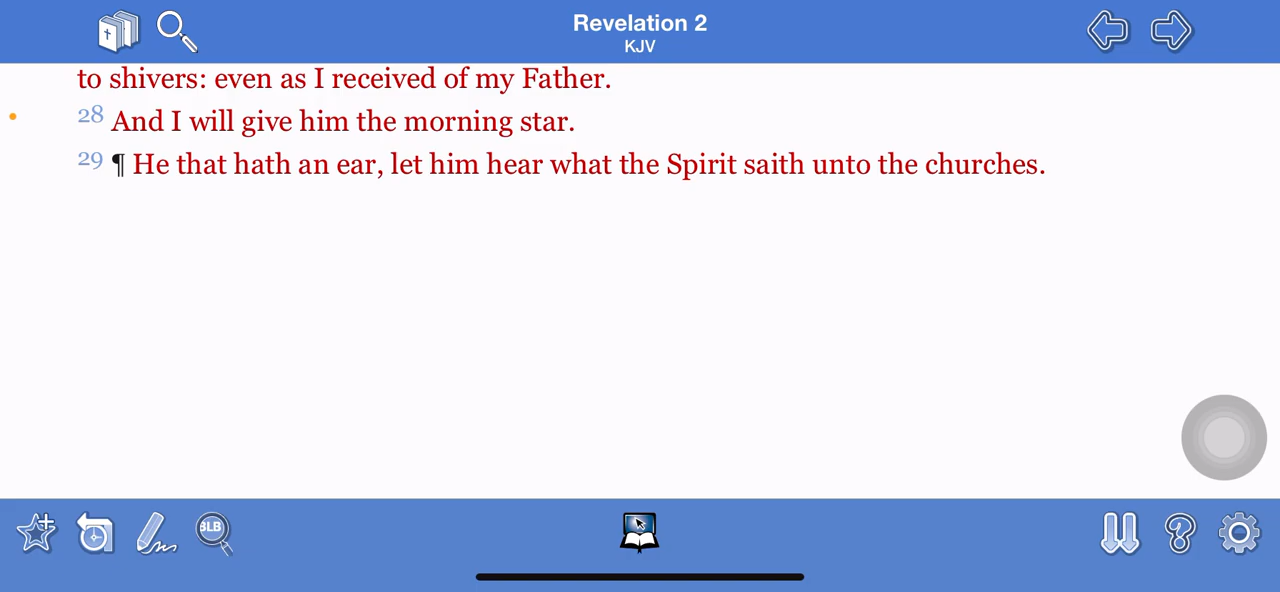 Revelation 2
KJV
to shivers: even as I received of my Father.
28 And I will give him the morning star.
29 ¶ He that hath an ear, let him hear what the Spirit saith unto the churches.
BLB